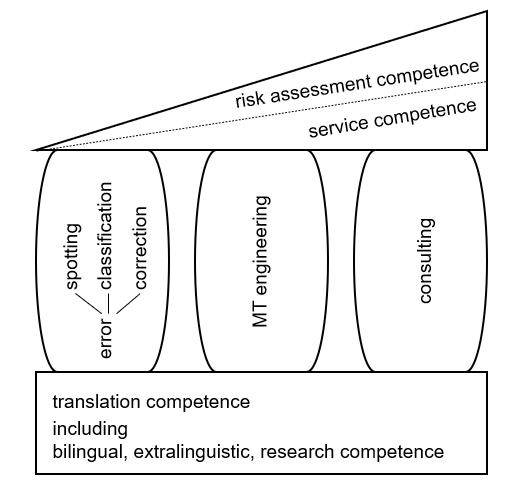 risk assessment competence
service competence
spotting
classification
correction
error
MT engineering
consulting
translation competence
including
bilingual, extralinguistic, research competence